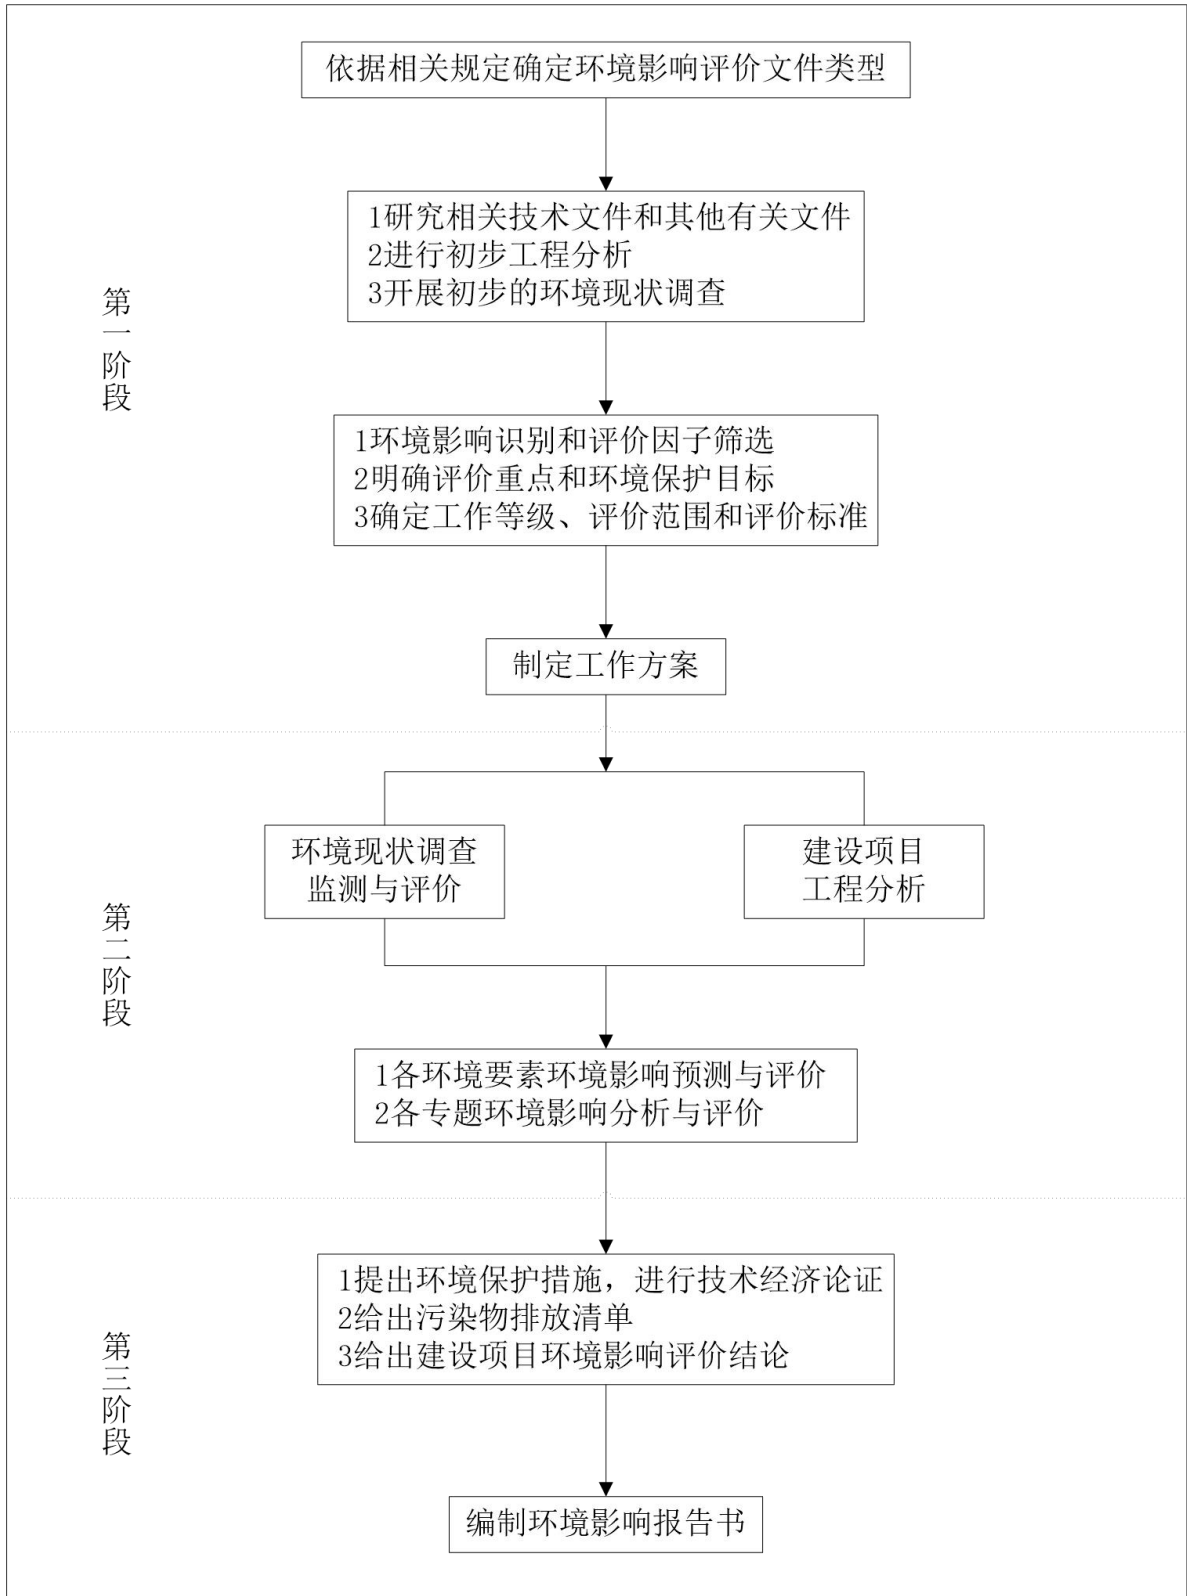 依据相关规定确定环境影响评价文件类型
1研究相关技术文件和其他有关文件
2进行初步工程分析
3开展初步的环境现状调查
第一阶段
1环境影响识别和评价因子筛选
2明确评价重点和环境保护目标
3确定工作等级、评价范围和评价标准
制定工作方案
环境现状调查
监测与评价
建设项目
工程分析
第二阶段
1各环境要素环境影响预测与评价
2各专题环境影响分析与评价
1提出环境保护措施，进行技术经济论证
2给出污染物排放清单
3给出建设项目环境影响评价结论
第三阶段
编制环境影响报告书